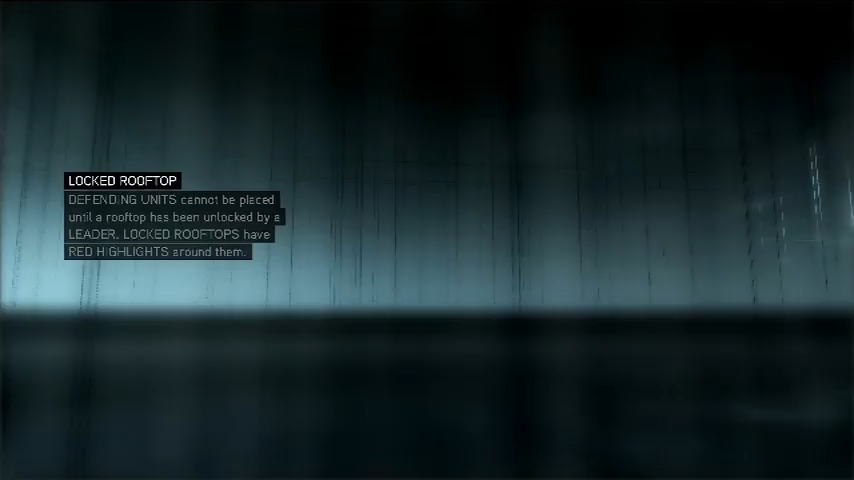 LOCKED ROOFTOP
DEFENDING UNITS cannot be placed
until a rooftop has been unlocked by a
LEADER. LOCKED ROOFTOPS have
RED HIGHLIGHTS around them.